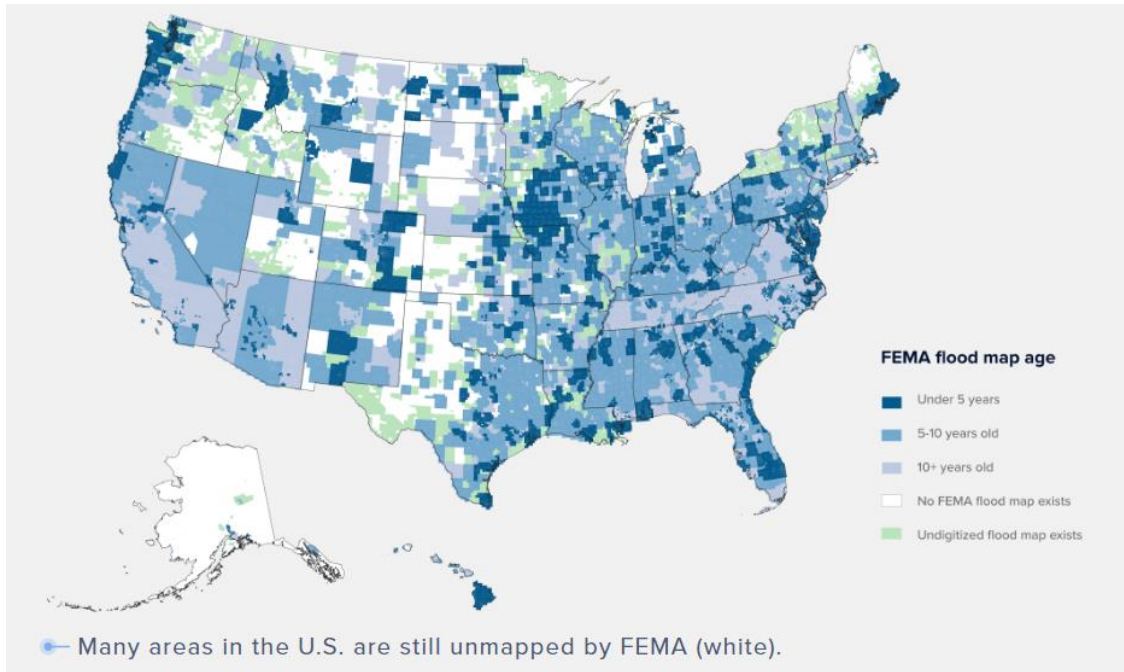 FEMA flood map age
Under 5 years
5-10 years old
10+ years old
No FEMA flood map exists
Undigitized flood map exists
Many areas in the U.S. are still unmapped by FEMA (white).